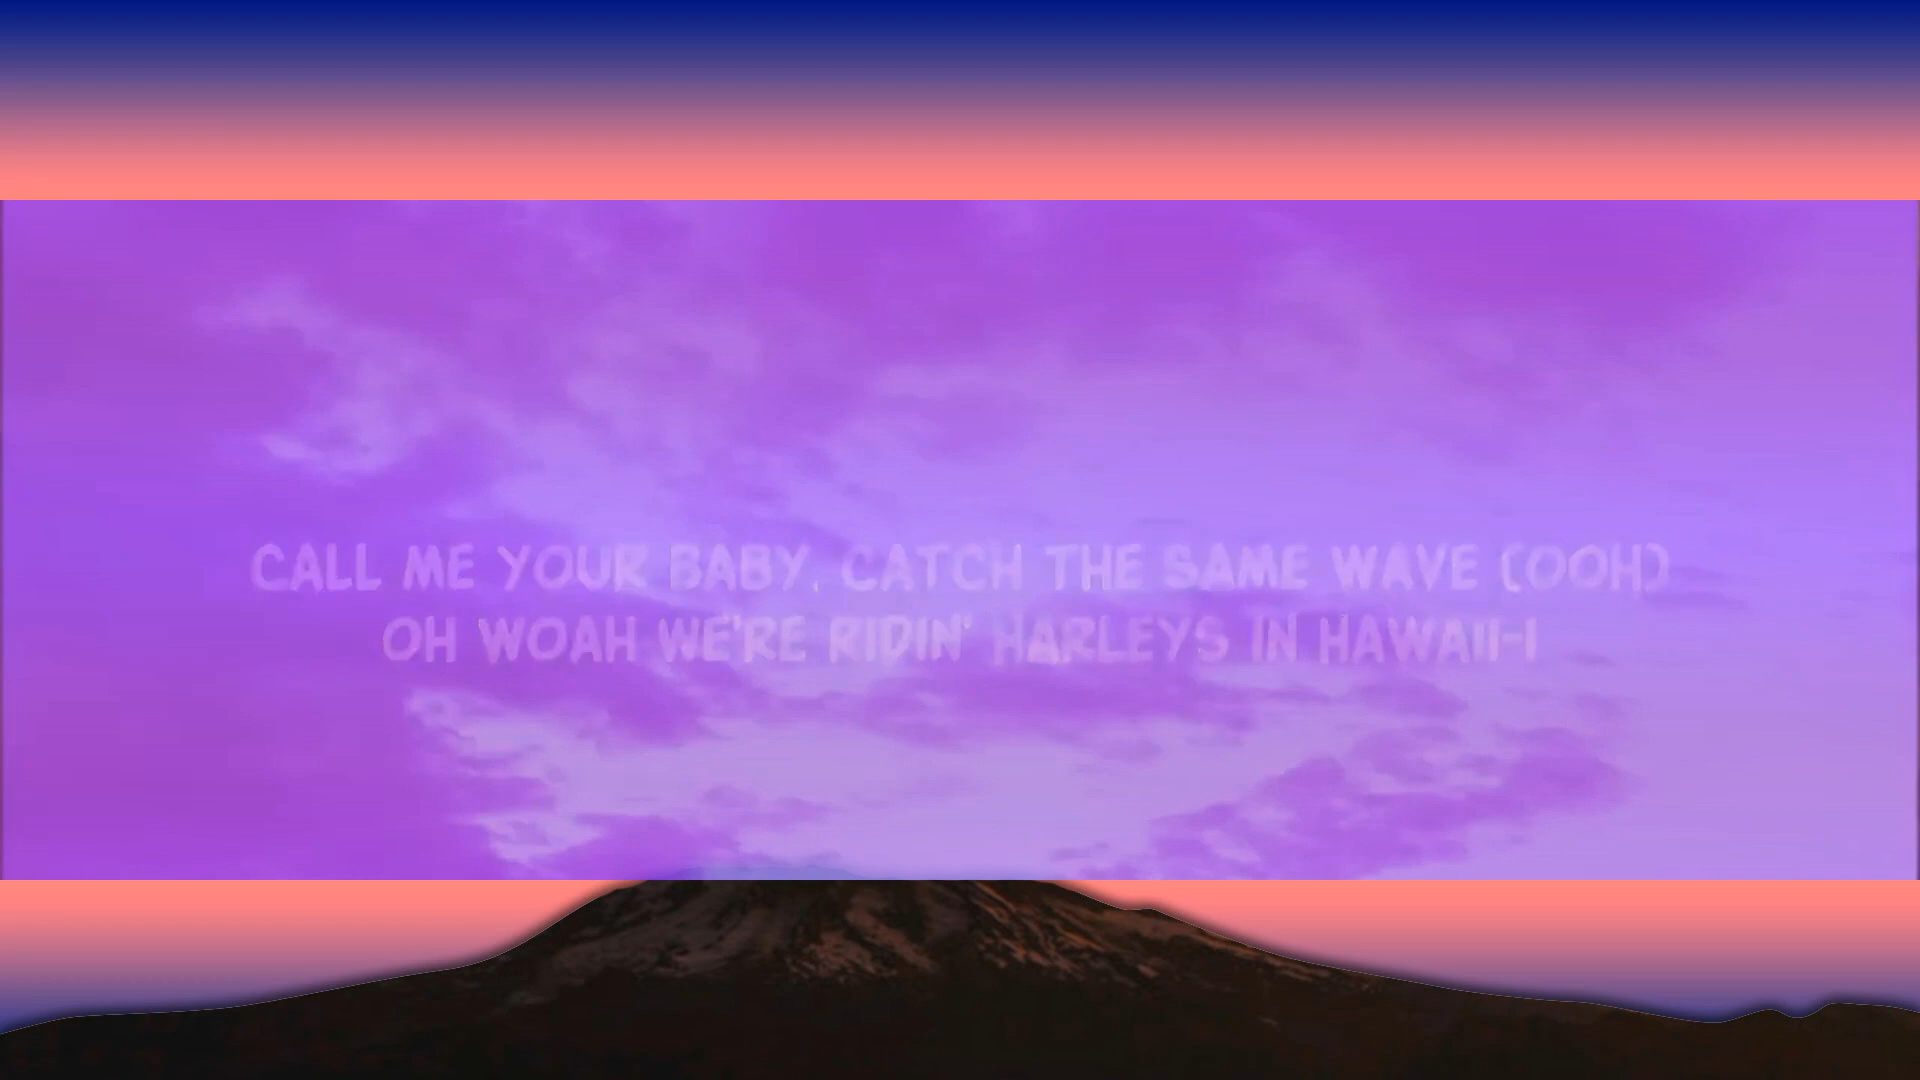 CALL ME YOUR BABY, CATCH THE SAME WAVE (OOH)
OH WOAH WE'RE RIDIN' HARLEYS IN HAWAII-I